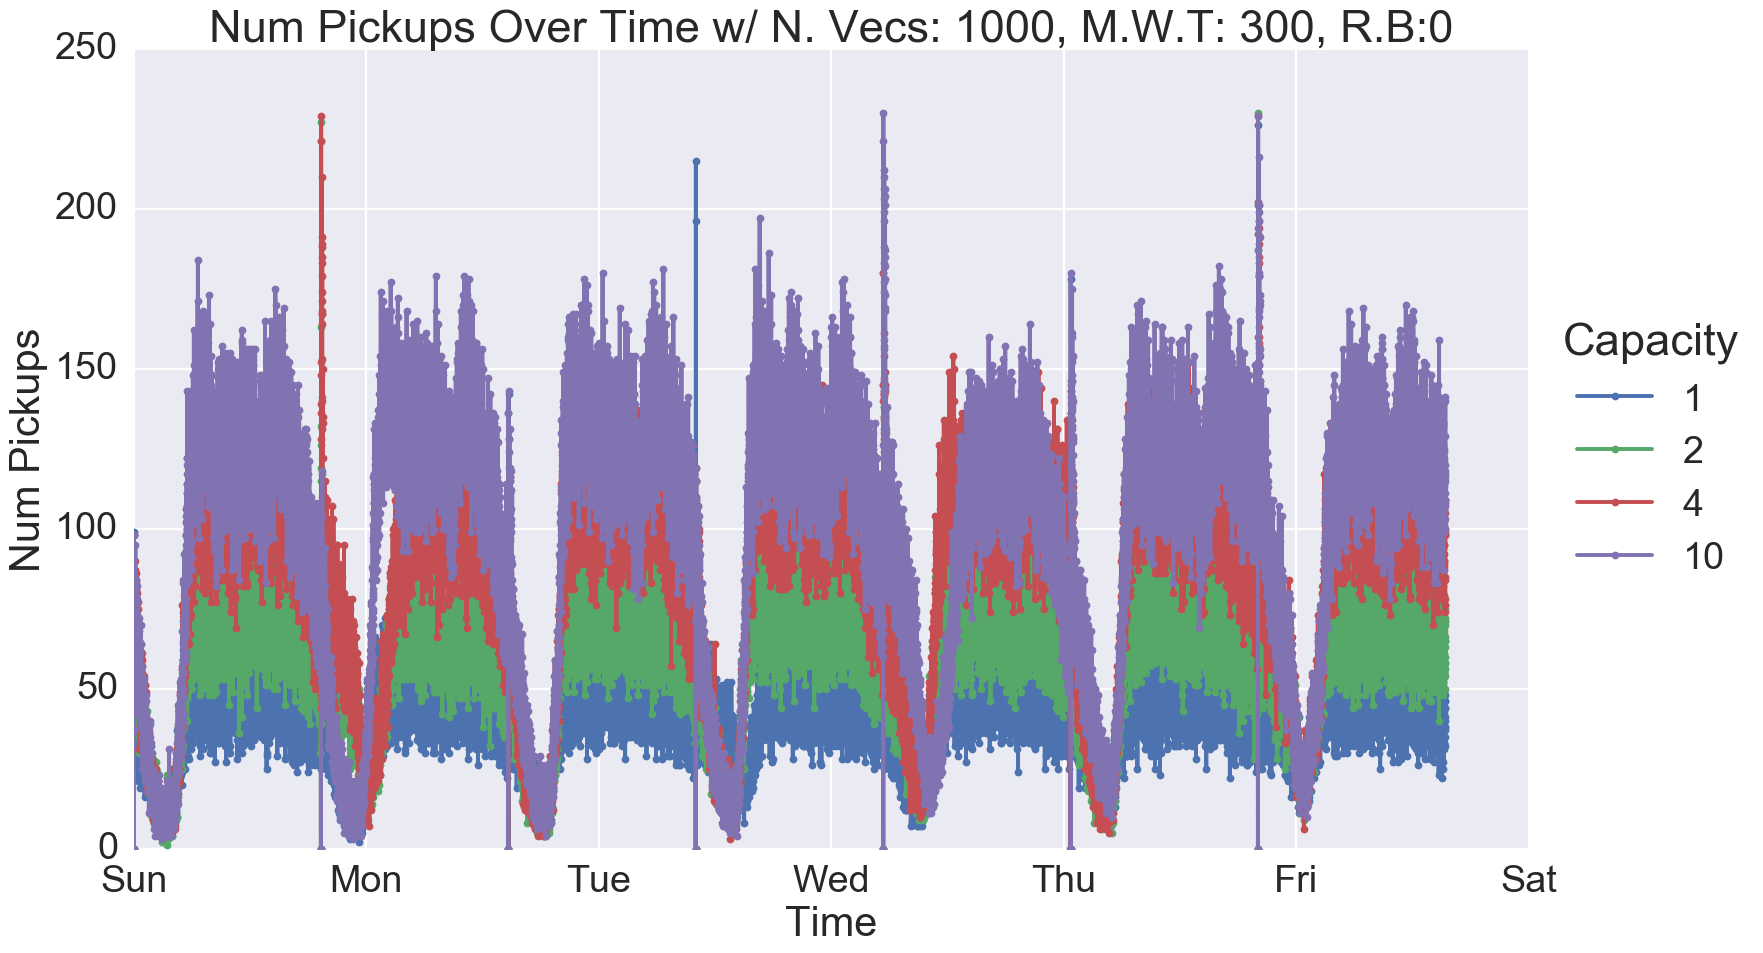 Num Pickups Over Time w/ N. Vecs: 1000, M.W.T: 300, R.B:0
250
200
150
100
50
0
Num Pickups
Sun Mon Tue Wed Thu Fri Sat
Time
Capacity
1
2
4
10